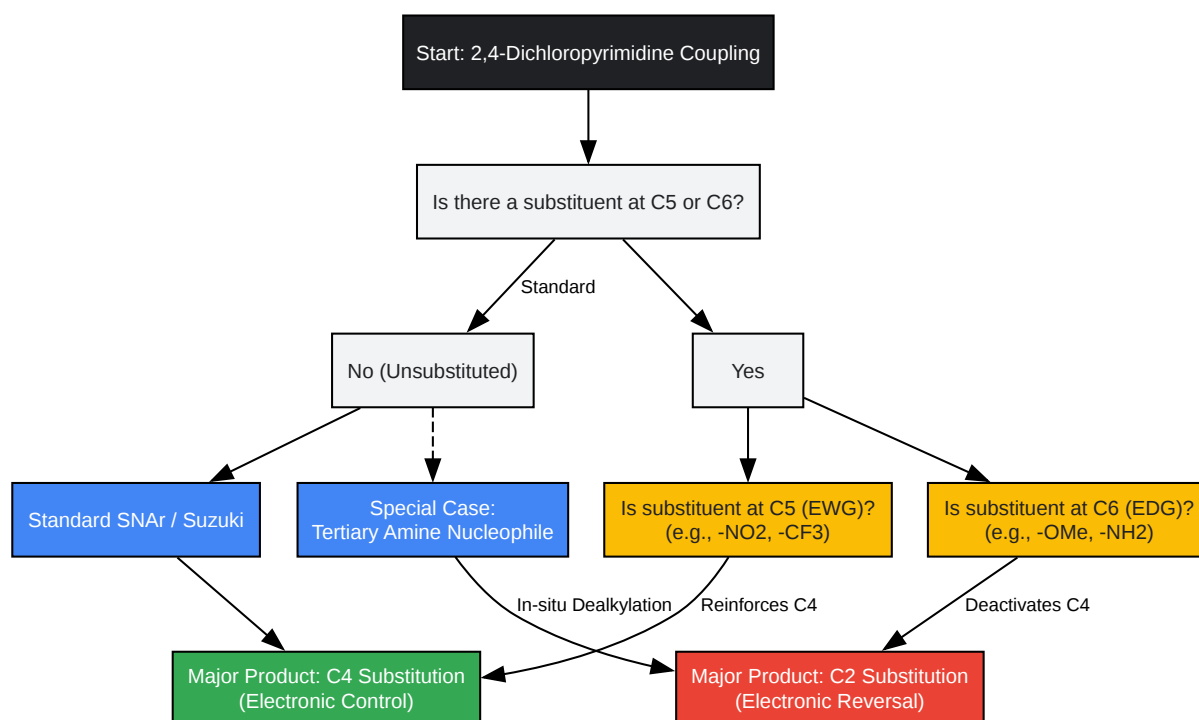 Start: 2,4-Dichloropyrimidine Coupling
Is there a substituent at C5 or C6?
Standard
No (Unsubstituted)
Yes
Standard SNAr / Suzuki
Special Case:
Tertiary Amine Nucleophile
Is substituent at C5 (EWG)?
(e.g., -NO2, -CF3)
Is substituent at C6 (EDG)?
(e.g., -OMe, -NH2)
In-situ Dealkylation
Reinforces C4
Deactivates C4
Major Product: C4 Substitution
(Electronic Control)
Major Product: C2 Substitution
(Electronic Reversal)